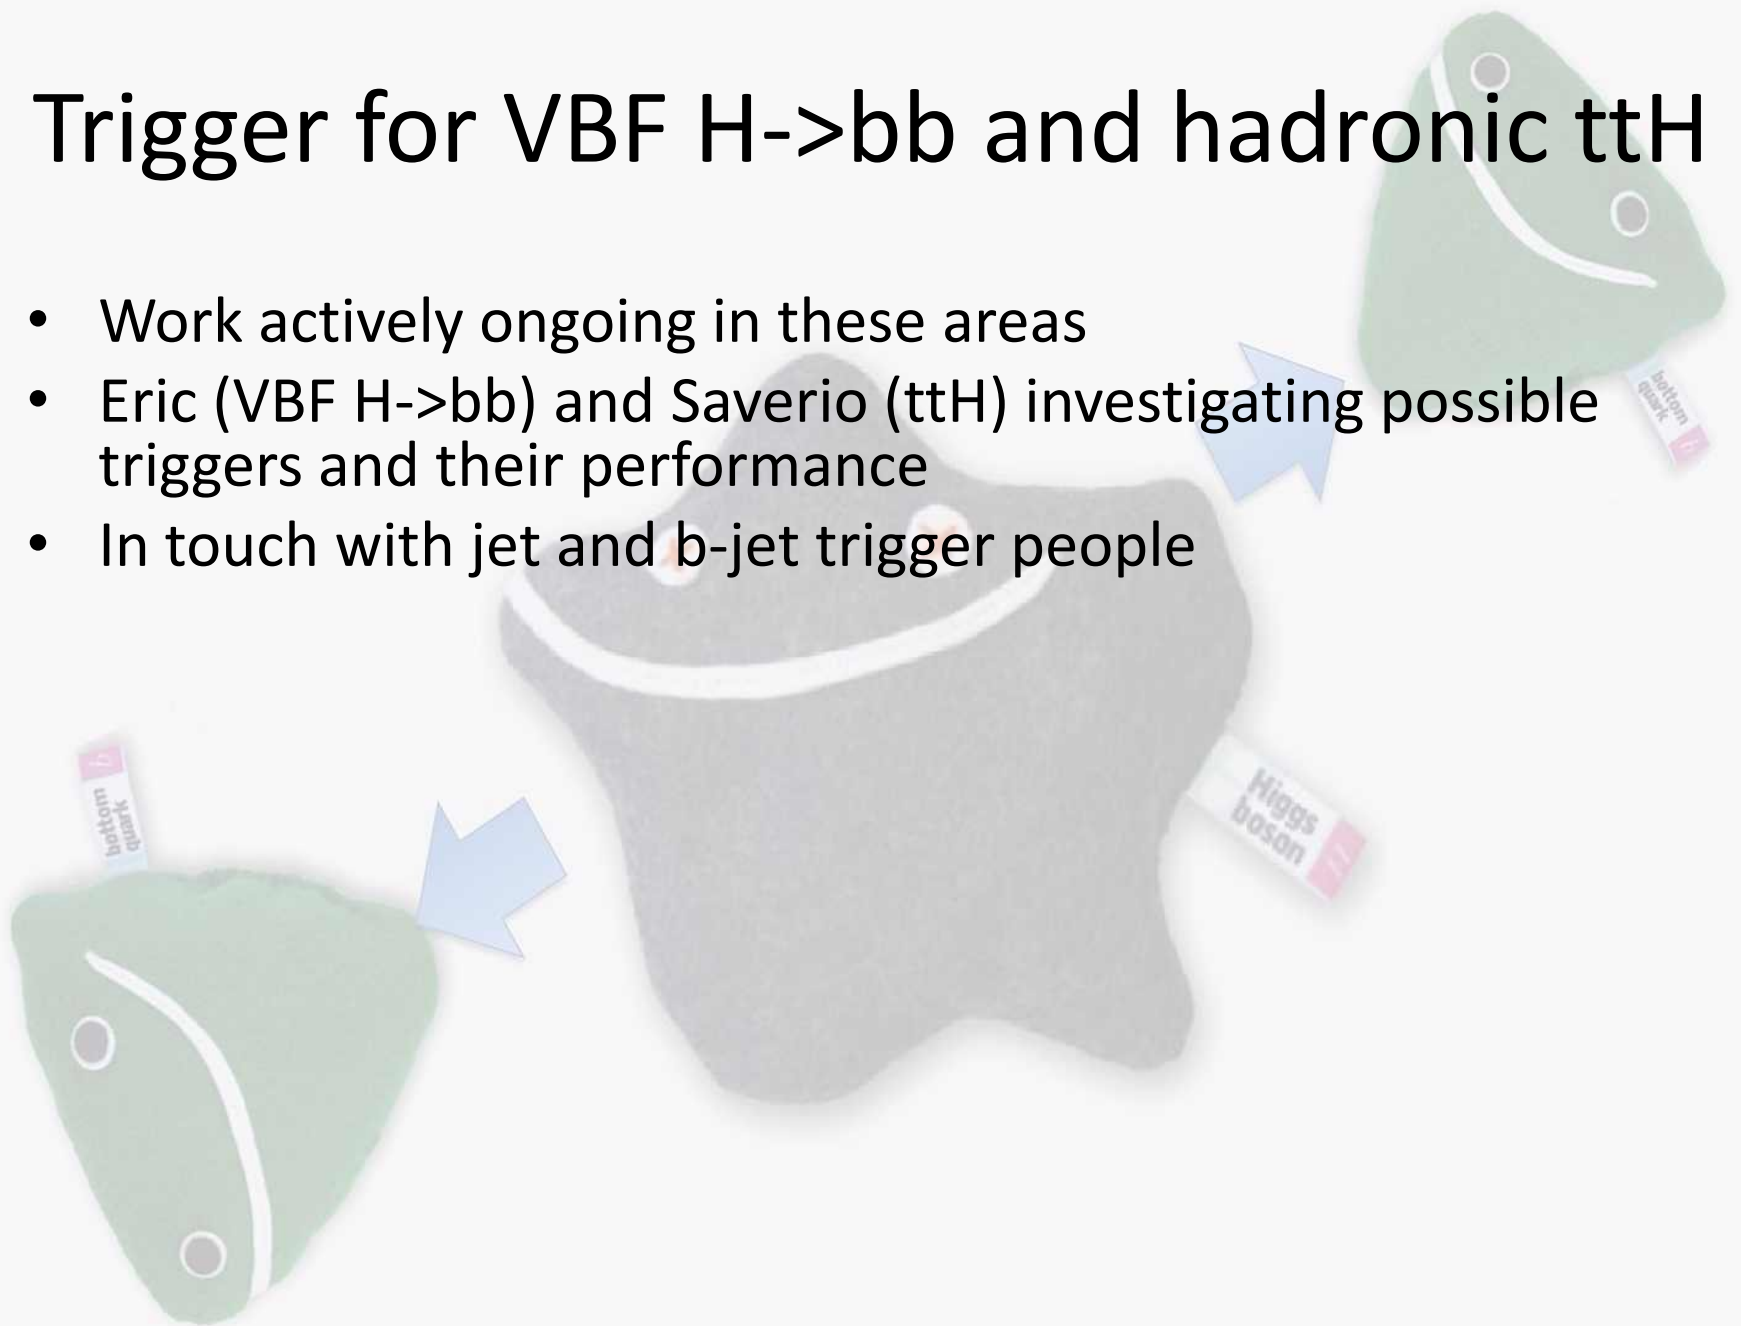 Trigger for VBF H->bb and hadronic ttH
• Work actively ongoing in these areas
• Eric (VBF H->bb) and Saverio (ttH) investigating possible
triggers and their performance
• In touch with jet and b-jet trigger people
bottom
quark
Higgs
boson
H
bottom
quark